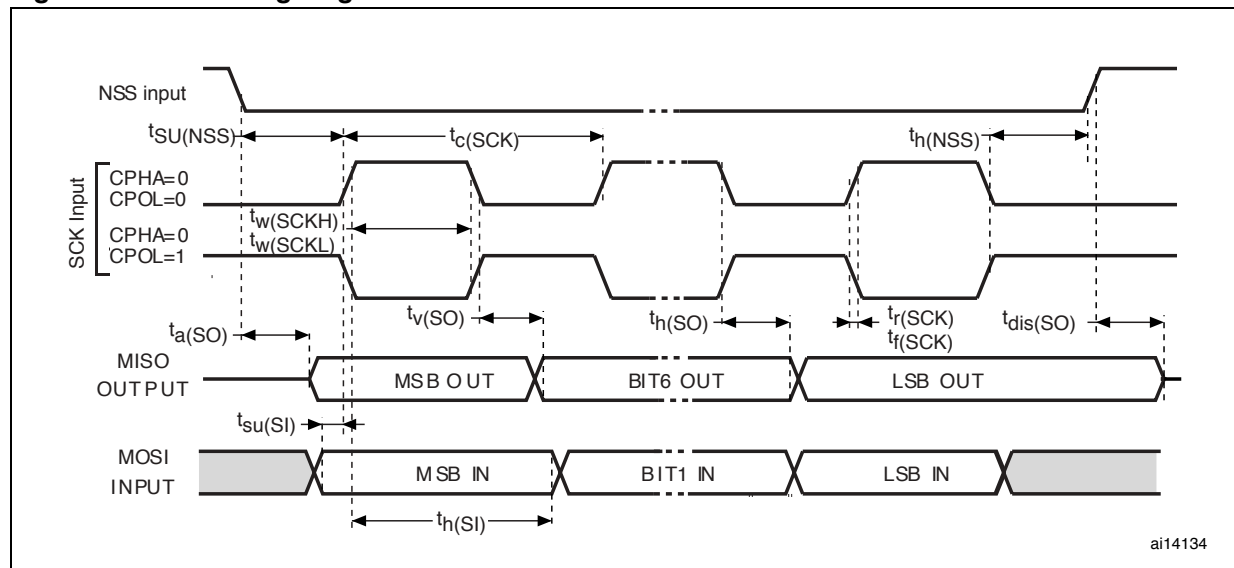 NSS input
tSU(NSS)
tc(SCK)
th(NSS)
SCK Input
CPHA=0
CPOL=0
CPHA=0
CPOL=1
tw(SCKH)
tw(SCKL)
ta(SO)
tv(SO)
th(SO)
tr(SCK)
tf(SCK)
tdis(SO)
MISO
OUTPUT
MSB OUT
BIT6 OUT
LSB OUT
tsu(SI)
MOSI
INPUT
MSB IN
BIT1 IN
LSB IN
th(SI)
ai14134